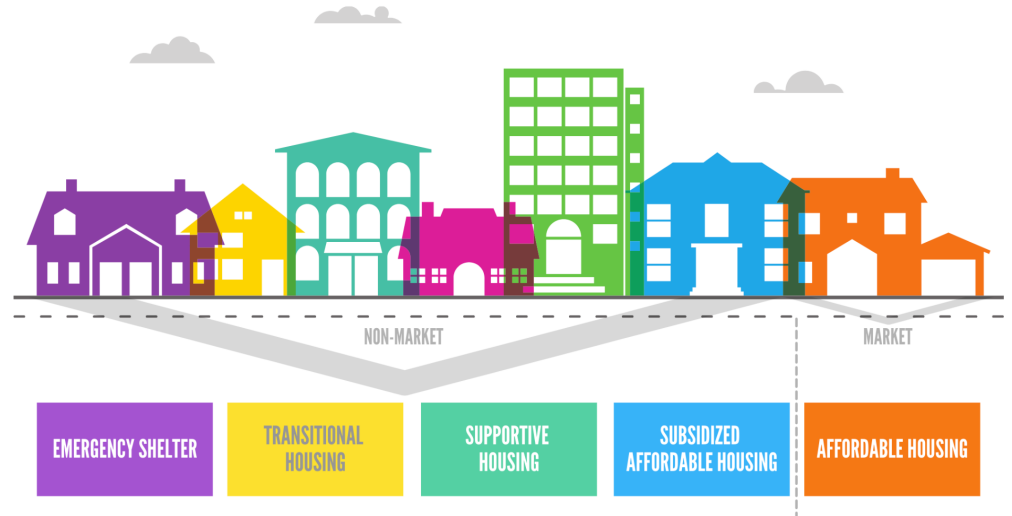 NON-MARKET
MARKET
EMERGENCY SHELTER
TRANSITIONAL
HOUSING
SUPPORTIVE
HOUSING
SUBSIDIZED
AFFORDABLE HOUSING
AFFORDABLE HOUSING